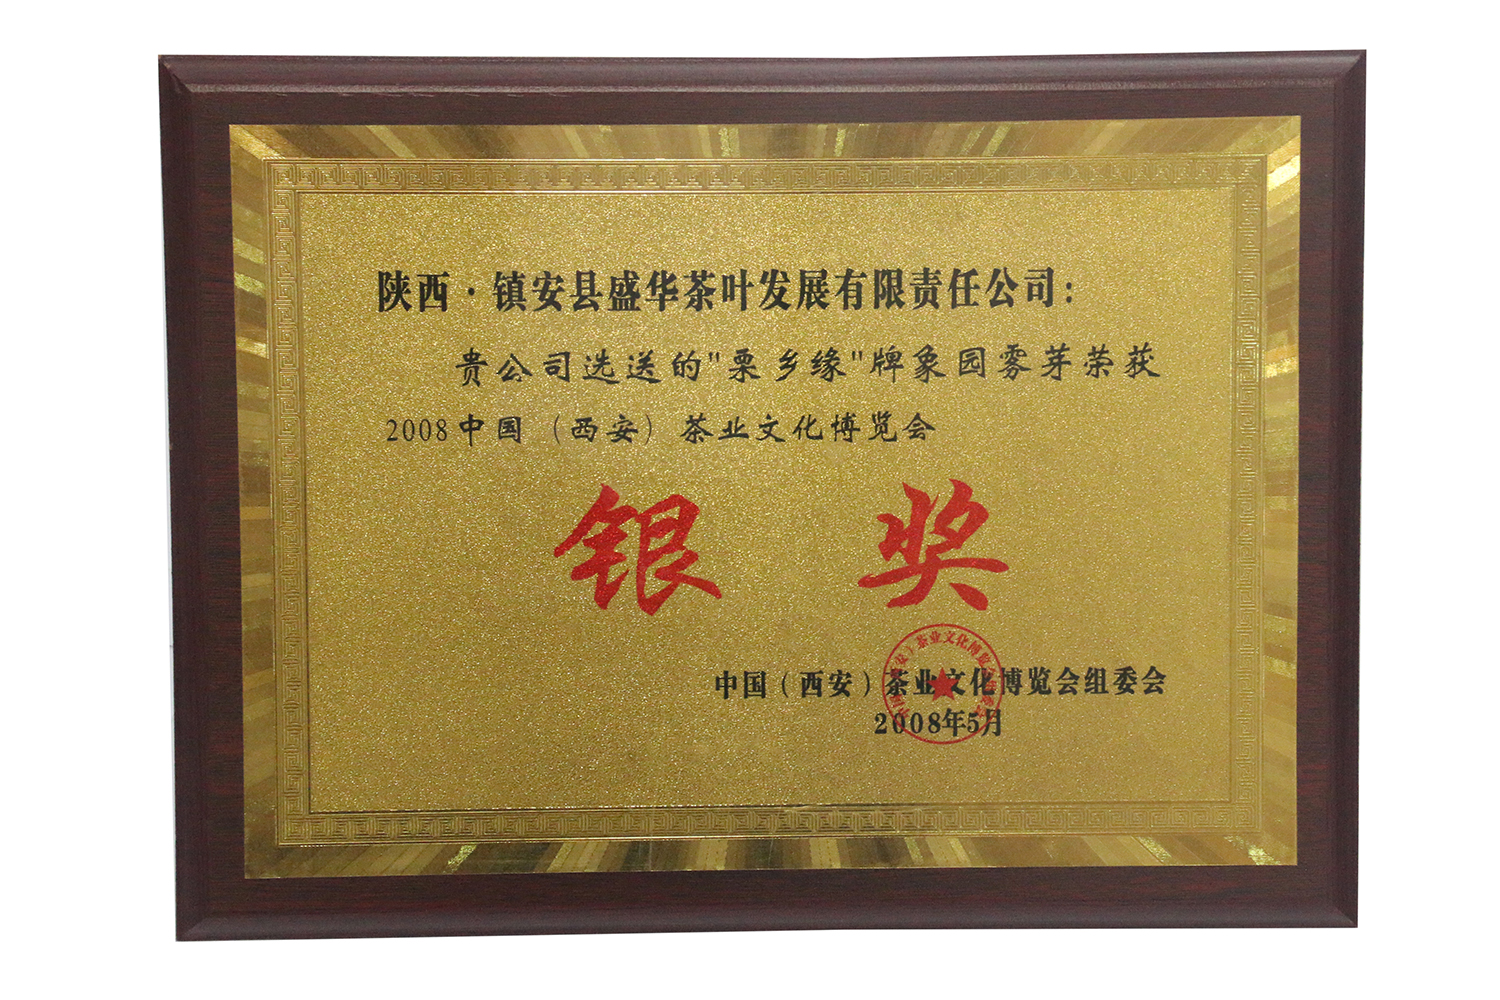 陕西·镇安县盛华茶叶发展有限责任公司：
贵公司选送的"栗乡缘"牌象园雾芽荣获
2008中国（西安）茶业文化博览会
银奖
中国（西安）茶业文化博览会组委会
2008年5月